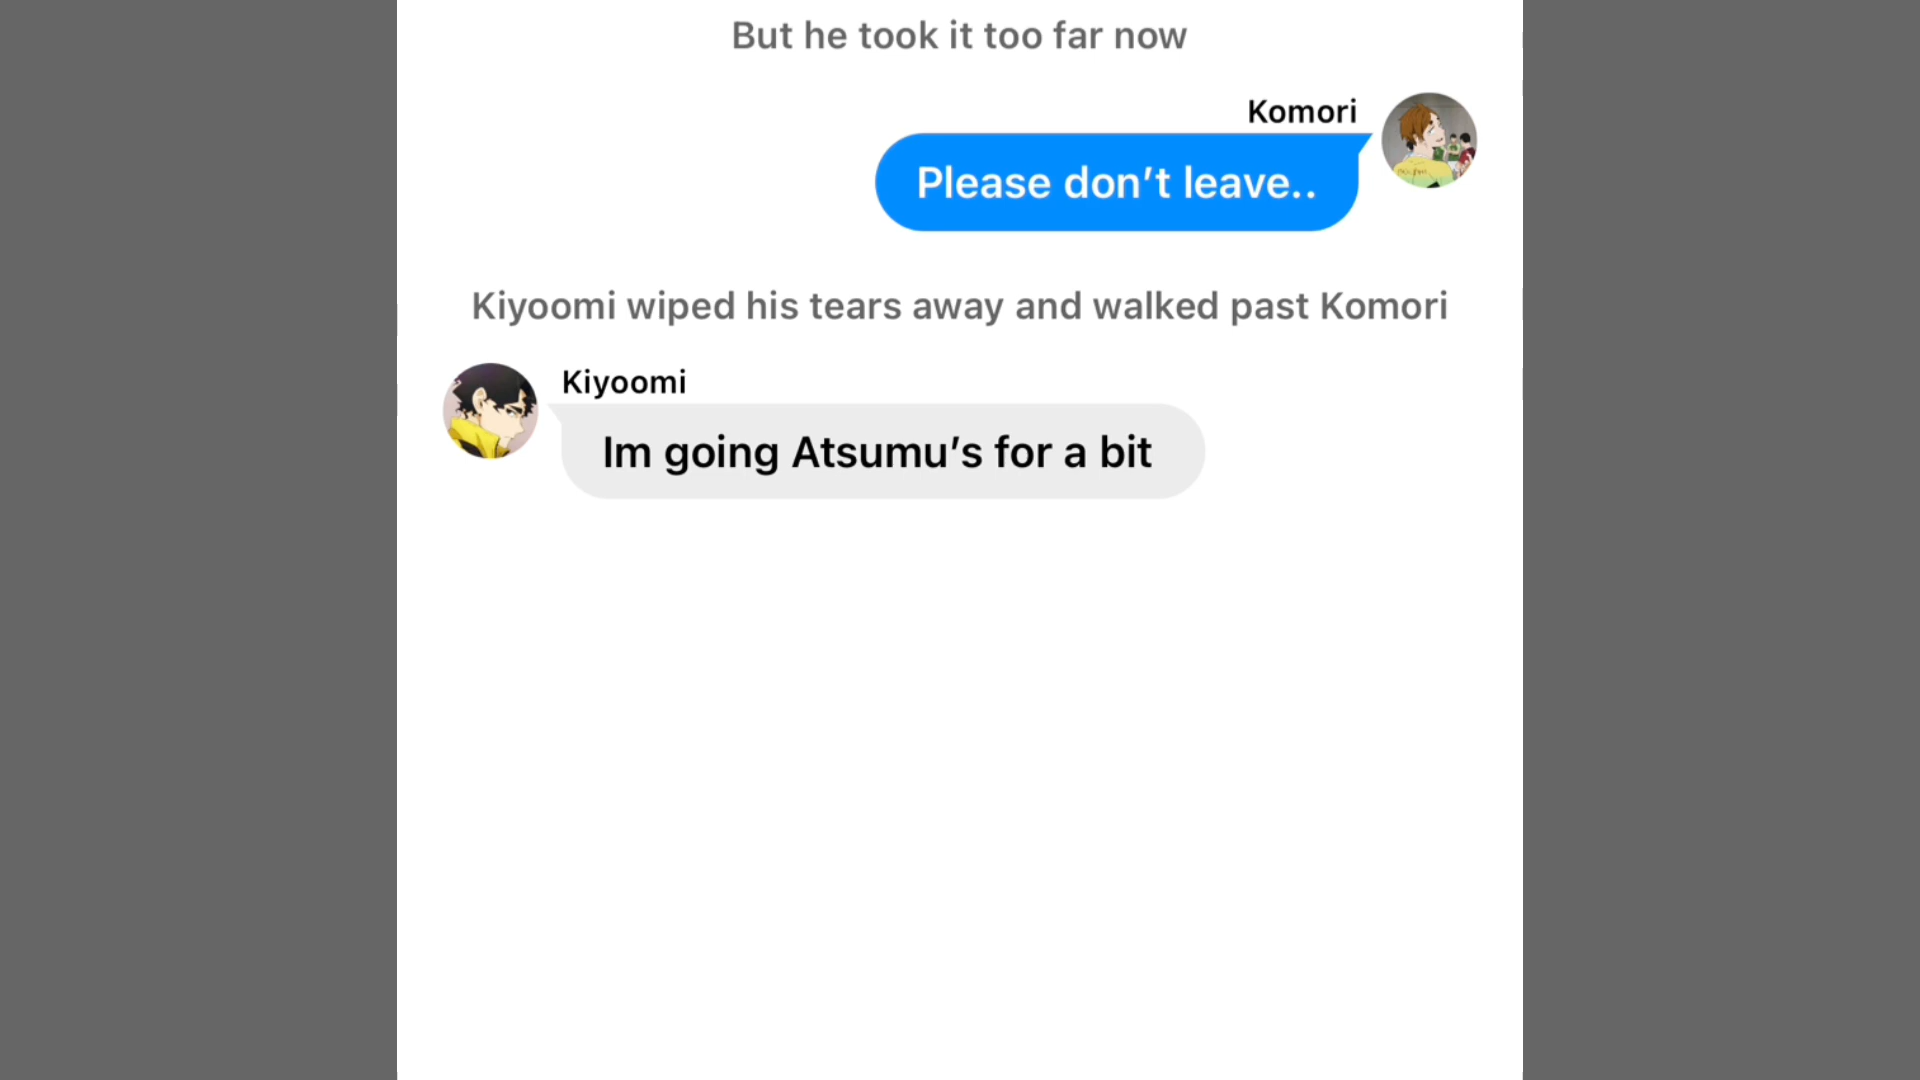 But he took it too far now
Komori
Please don’t leave..
Kiyoomi wiped his tears away and walked past Komori
Kiyoomi
Im going Atsumu’s for a bit